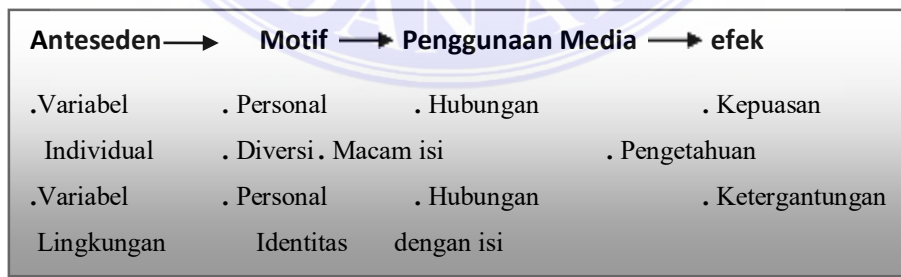 Anteseden → Motif → Penggunaan Media → efek
.Variabel . Personal . Hubungan . Kepuasan
Individual . Diversi. Macam isi . Pengetahuan
.Variabel . Personal . Hubungan . Ketergantungan
Lingkungan Identitas dengan isi